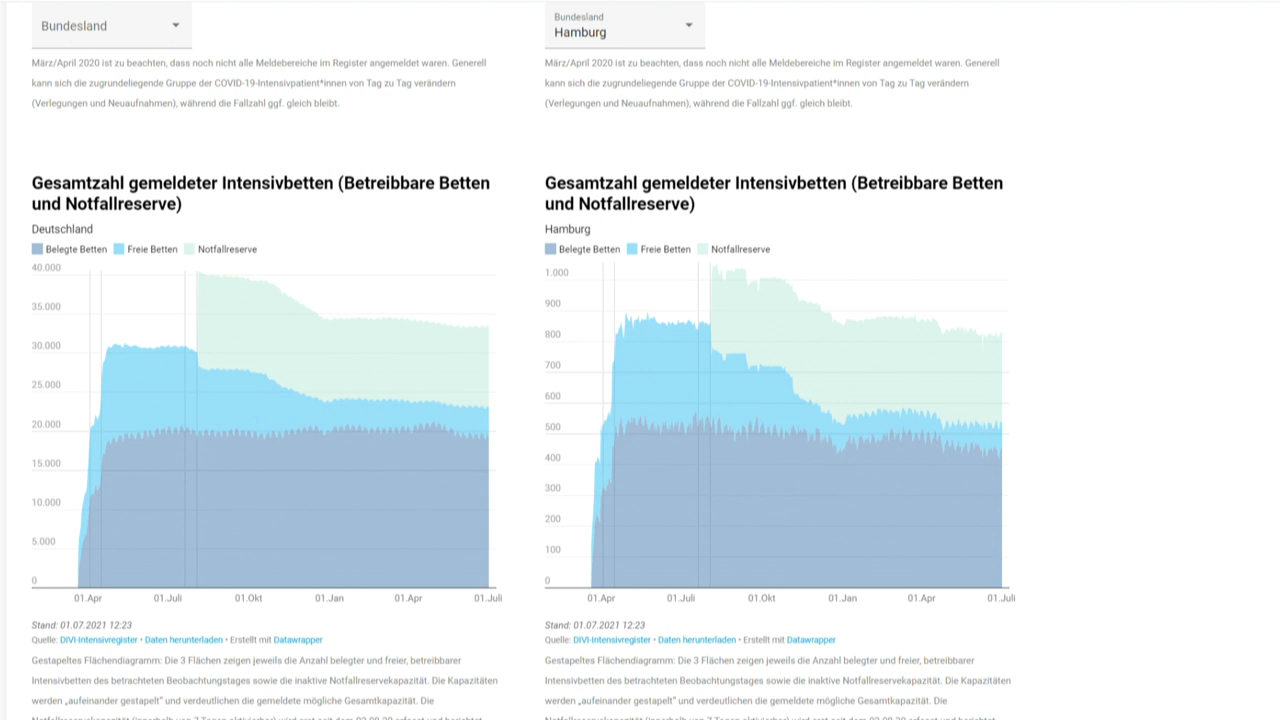 Bundesland
März/April 2020 ist zu beachten, dass noch nicht alle Meldebereiche im Register angemeldet waren. Generell
kann sich die zugrundeliegende Gruppe der COVID-19-Intensivpatient*innen von Tag zu Tag verändern
(Verlegungen und Neuaufnahmen), während die Fallzahl ggf. gleich bleibt.
Gesamtzahl gemeldeter Intensivbetten (Betreibbare Betten
und Notfallreserve)
Deutschland
Belegte Betten Freie Betten Notfallreserve
40.000
35.000
30.000
25.000
20.000
15.000
10.000
5.000
0
01.Apr 01.Juli 01.Okt 01.Jan 01.Apr 01.Juli
Stand: 01.07.2021 12:23
Quelle: DIVI-Intensivregister • Daten herunterladen • Erstellt mit Datawrapper
Gestapeltes Flächendiagramm: Die 3 Flächen zeigen jeweils die Anzahl belegter und freier, betreibbarer
Intensivbetten des betrachteten Beobachtungstages sowie die inaktive Notfallreservekapazität. Die Kapazitäten
werden „aufeinander gestapelt" und verdeutlichen die gemeldete mögliche Gesamtkapazität. Die
Bundesland
Hamburg
März/April 2020 ist zu beachten, dass noch nicht alle Meldebereiche im Register angemeldet waren. Generell
kann sich die zugrundeliegende Gruppe der COVID-19-Intensivpatient*innen von Tag zu Tag verändern
(Verlegungen und Neuaufnahmen), während die Fallzahl ggf. gleich bleibt.
Gesamtzahl gemeldeter Intensivbetten (Betreibbare Betten
und Notfallreserve)
Hamburg
Belegte Betten Freie Betten Notfallreserve
1.000
900
800
700
600
500
400
300
200
100
0
01.Apr 01.Juli 01.Okt 01.Jan 01.Apr 01.Juli
Stand: 01.07.2021 12:23
Quelle: DIVI-Intensivregister • Daten herunterladen • Erstellt mit Datawrapper
Gestapeltes Flächendiagramm: Die 3 Flächen zeigen jeweils die Anzahl belegter und freier, betreibbarer
Intensivbetten des betrachteten Beobachtungstages sowie die inaktive Notfallreservekapazität. Die Kapazitäten
werden „aufeinander gestapelt" und verdeutlichen die gemeldete mögliche Gesamtkapazität. Die